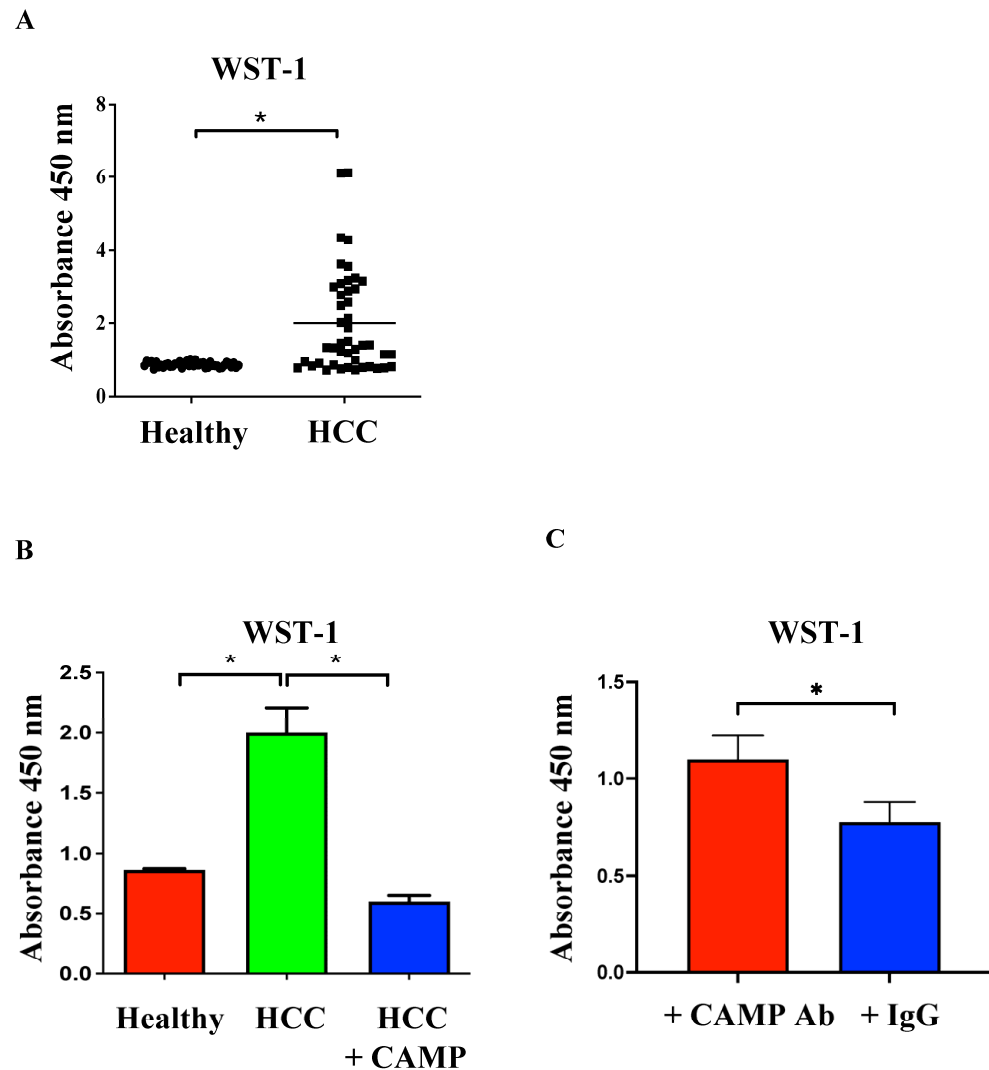 A
WST-1
Absorbance 450 nm
8
6
4
2
0
*
Healthy HCC
B
WST-1
Absorbance 450 nm
2.5
2.0
1.5
1.0
0.5
0.0
* *
Healthy HCC HCC
+ CAMP
C
WST-1
Absorbance 450 nm
1.5
1.0
0.5
0.0
*
+ CAMP Ab + IgG